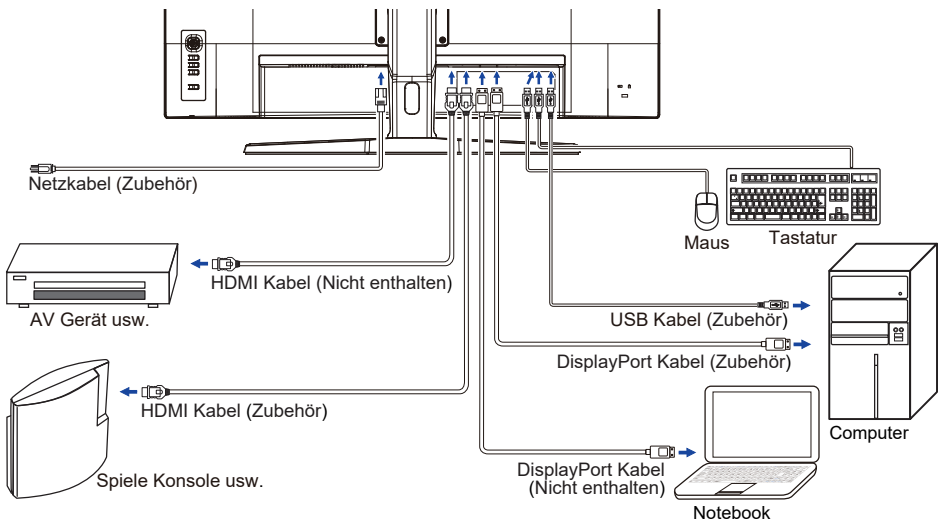 Netzkabel (Zubehör)
Maus
Tastatur
HDMI Kabel (Nicht enthalten)
AV Gerät usw.
USB Kabel (Zubehör)
DisplayPort Kabel (Zubehör)
HDMI Kabel (Zubehör)
Computer
DisplayPort Kabel
(Nicht enthalten)
Spiele Konsole usw.
Notebook